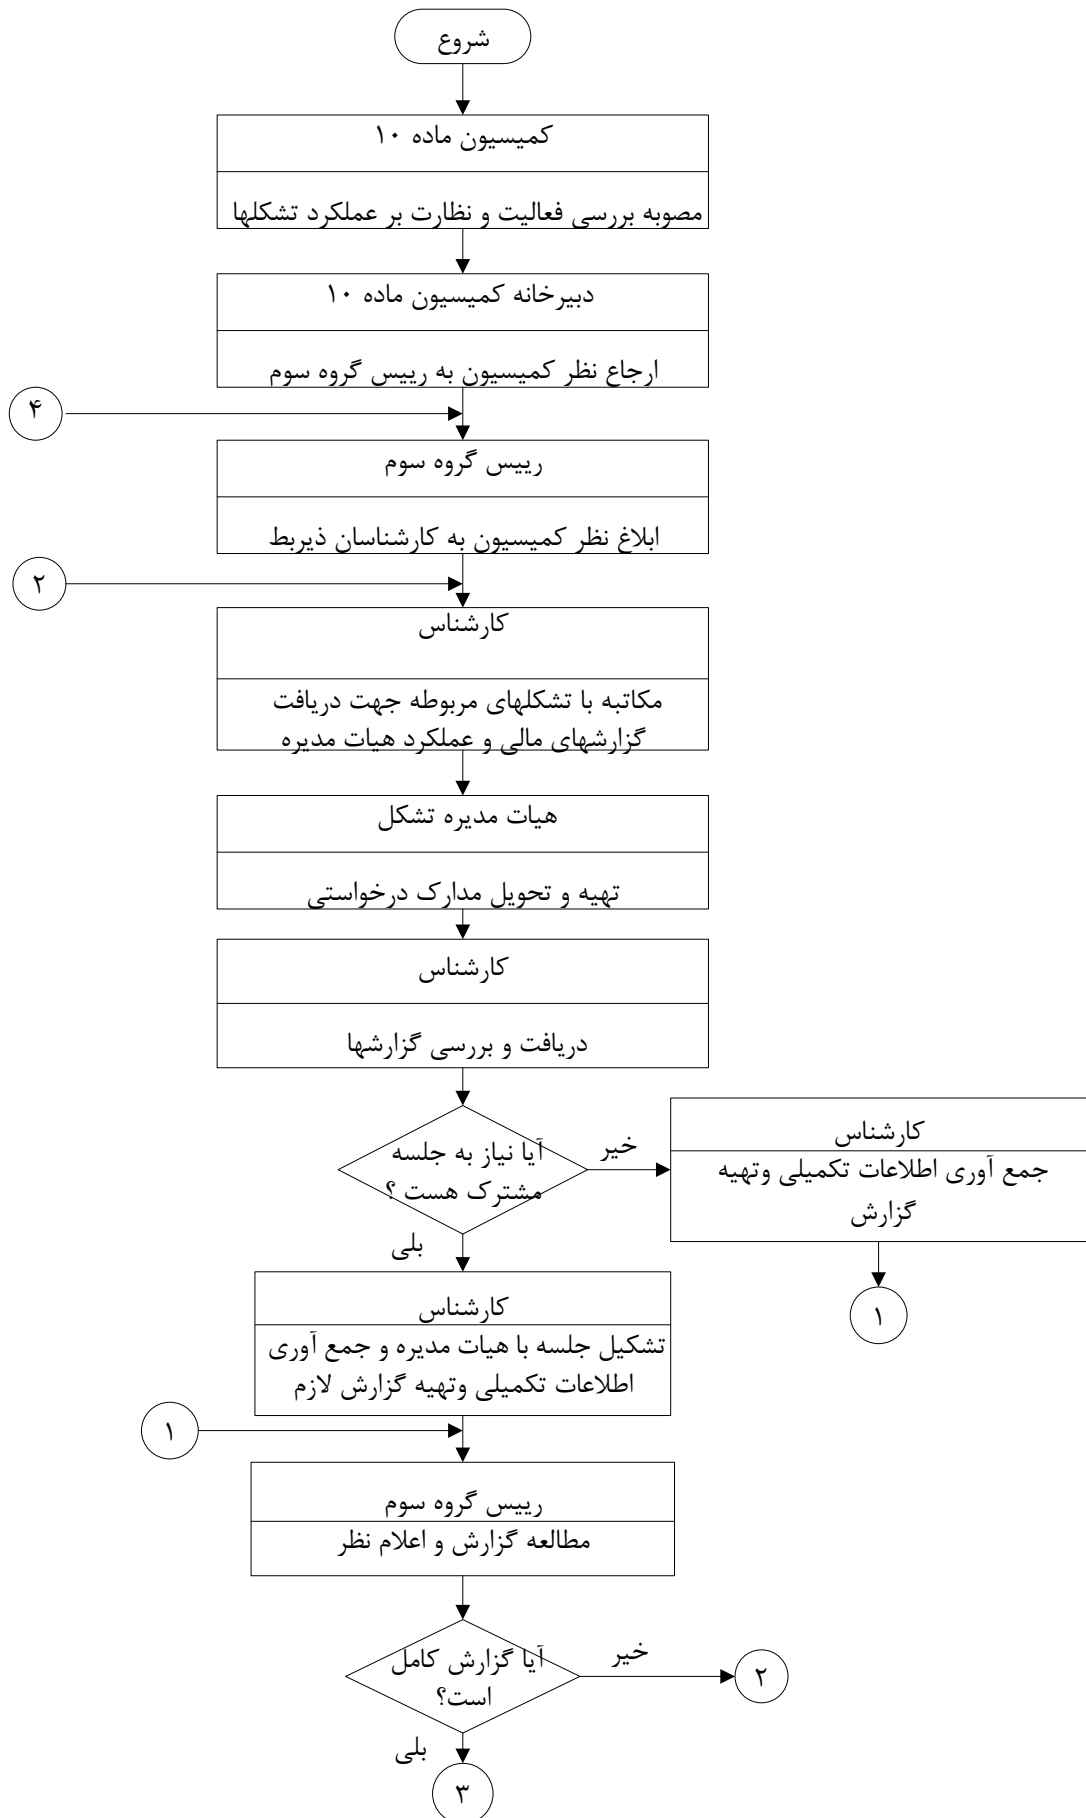 شروع
کمیسیون ماده ۱۰
مصوبه بررسی فعالیت و نظارت بر عملکرد تشکلها
دبیرخانه کمیسیون ماده ۱۰
ارجاع نظر کمیسیون به رییس گروه سوم
۴
رییس گروه سوم
ابلاغ نظر کمیسیون به کارشناسان ذیربط
۲
کارشناس
مکاتبه با تشکلهای مربوطه جهت دریافت
گزارشهای مالی و عملکرد هیات مدیره
هیات مدیره تشکل
تهیه و تحویل مدارک درخواستی
کارشناس
دریافت و بررسی گزارشها
آیا نیاز به جلسه
مشترک هست ؟
خیر
کارشناس
جمع آوری اطلاعات تکمیلی وتهیه
گزارش
۱
بلی
کارشناس
تشکیل جلسه با هیات مدیره و جمع آوری
اطلاعات تکمیلی وتهیه گزارش لازم
۱
رییس گروه سوم
مطالعه گزارش و اعلام نظر
آیا گزارش کامل
است؟
خیر
۲
بلی
۳